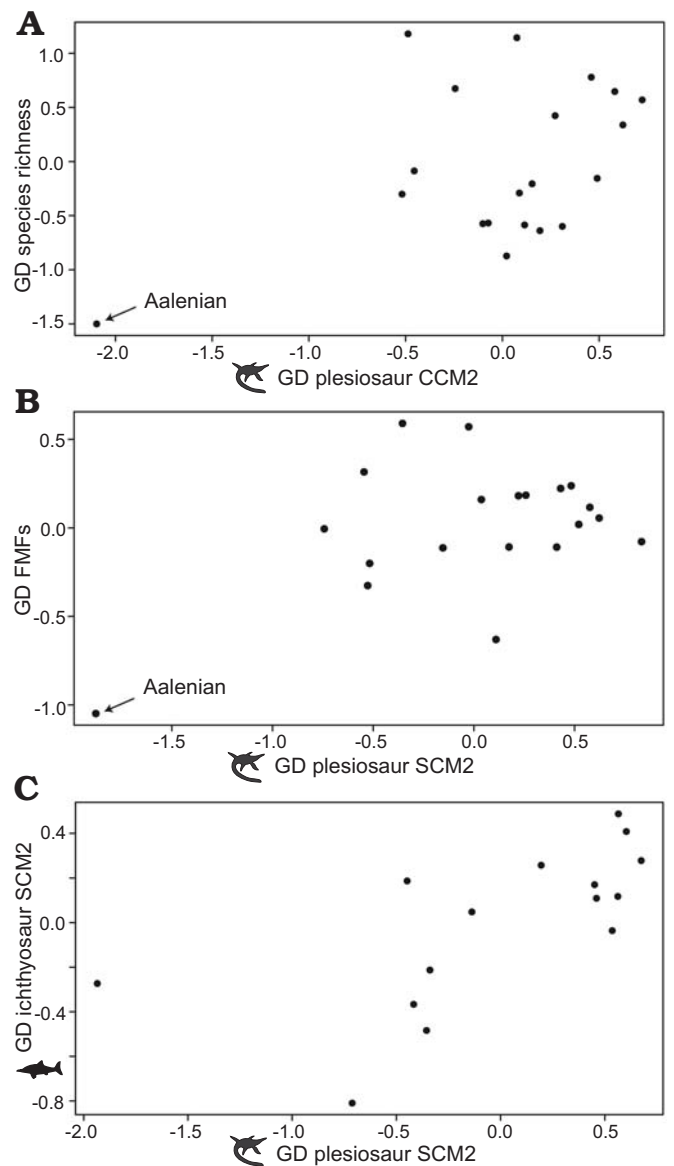 A
GD species richness
1.0
0.5
0.0
-0.5
-1.0
-1.5
Aalenian
-2.0 -1.5 -1.0 -0.5 0.0 0.5
GD plesiosaur CCM2
B
GD FMFs
0.5
0.0
-0.5
-1.0
Aalenian
-1.5 -1.0 -0.5 0.0 0.5
GD plesiosaur SCM2
C
GD ichthyosaur SCM2
0.4
0.0
-0.4
-0.8
-2.0 -1.5 -1.0 -0.5 0.0 0.5
GD plesiosaur SCM2